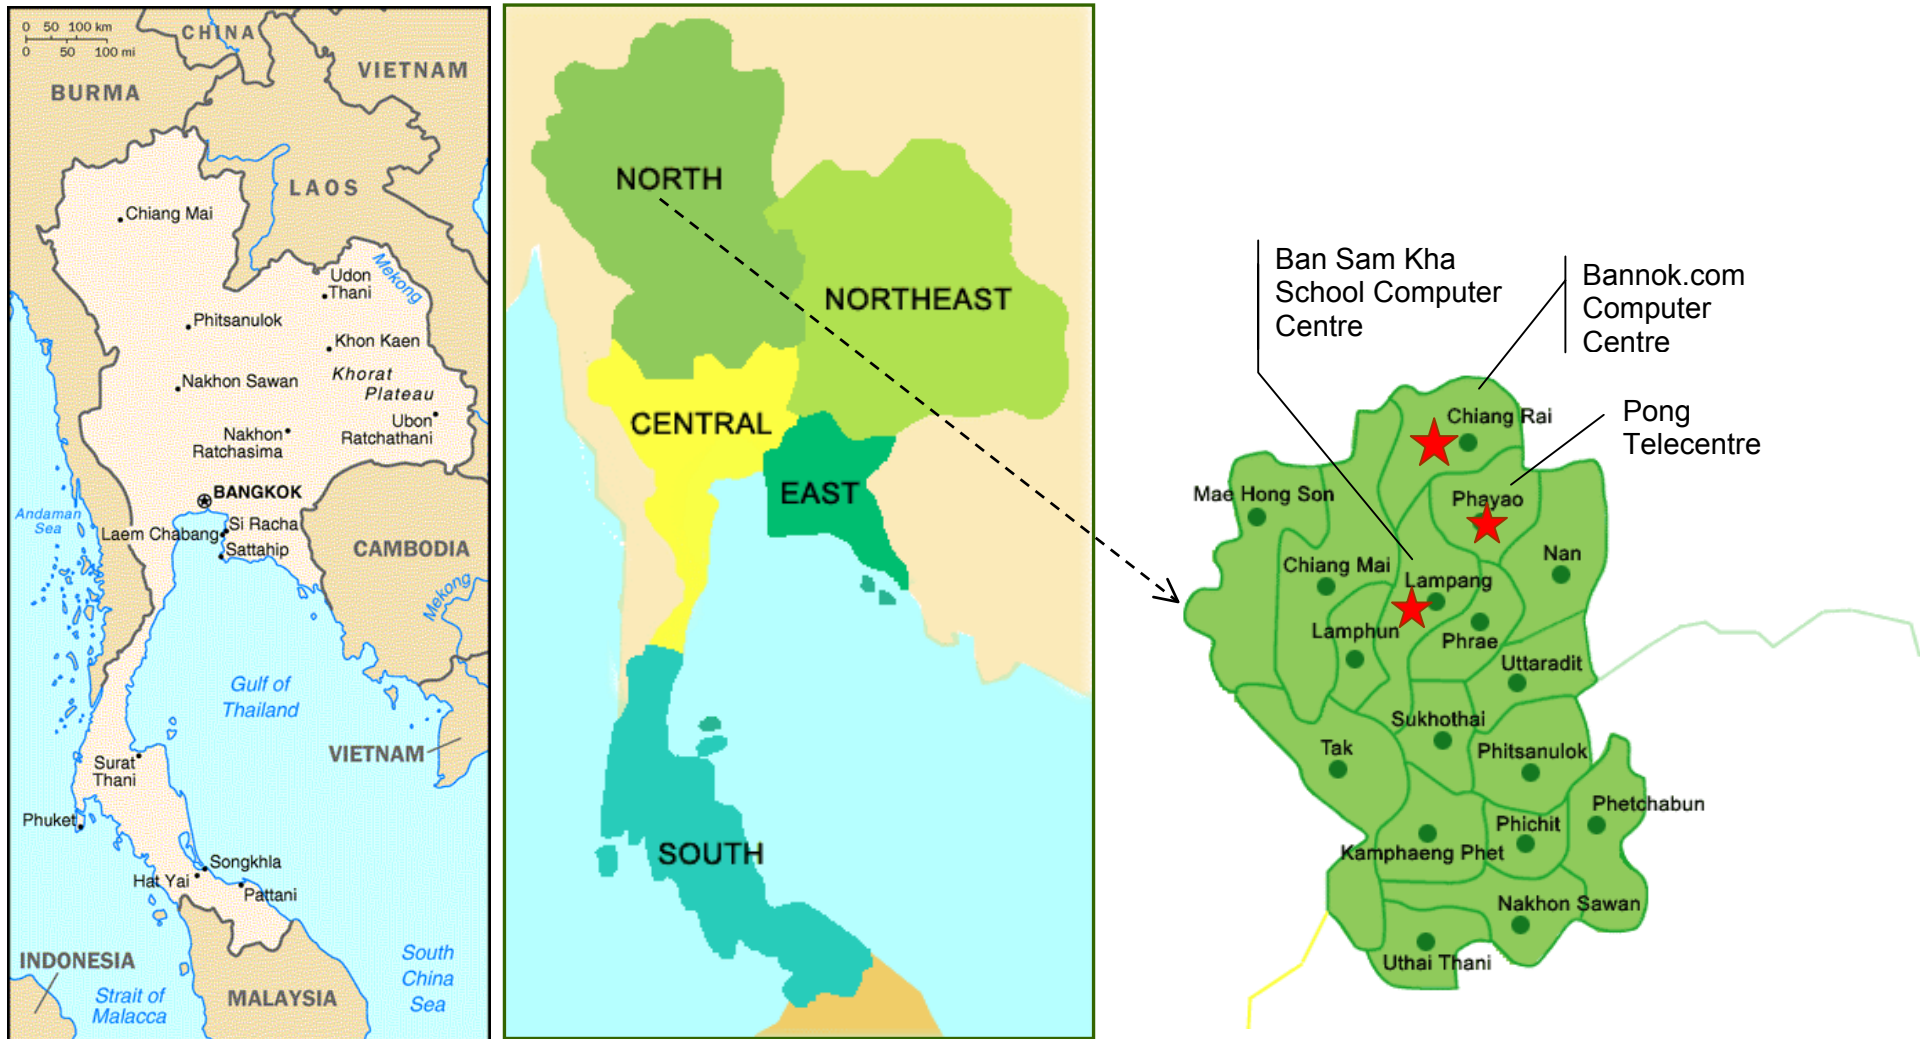 0 50 100 km
0 50 100 mi
CHINA
VIETNAM
BURMA
LAOS
Chiang Mai
Mekong
Udon
Thani
Phitsanulok
Khon Kaen
Khorat
Plateau
Nakhon Sawan
Ubon
Ratchathani
Nakhon
Ratchasima
BANGKOK
Andaman
Sea
Si Racha
Laem Chabang
Sattahip
CAMBODIA
Mekong
Gulf of
Thailand
VIETNAM
Surat
Thani
Phuket
Songkhla
Hat Yai
Pattani
INDONESIA
Strait of
Malacca
MALAYSIA
South
China
Sea
NORTH
NORTHEAST
CENTRAL
EAST
SOUTH
Ban Sam Kha
School Computer
Centre
Bannok.com
Computer
Centre
Pong
Telecentre
Chiang Rai
Mae Hong Son
Phayao
Nan
Chiang Mai
Lampang
Lamphun
Phrae
Uttaradit
Sukhothai
Tak
Phitsanulok
Phetchabun
Phichit
Kamphaeng Phet
Nakhon Sawan
Uthai Thani